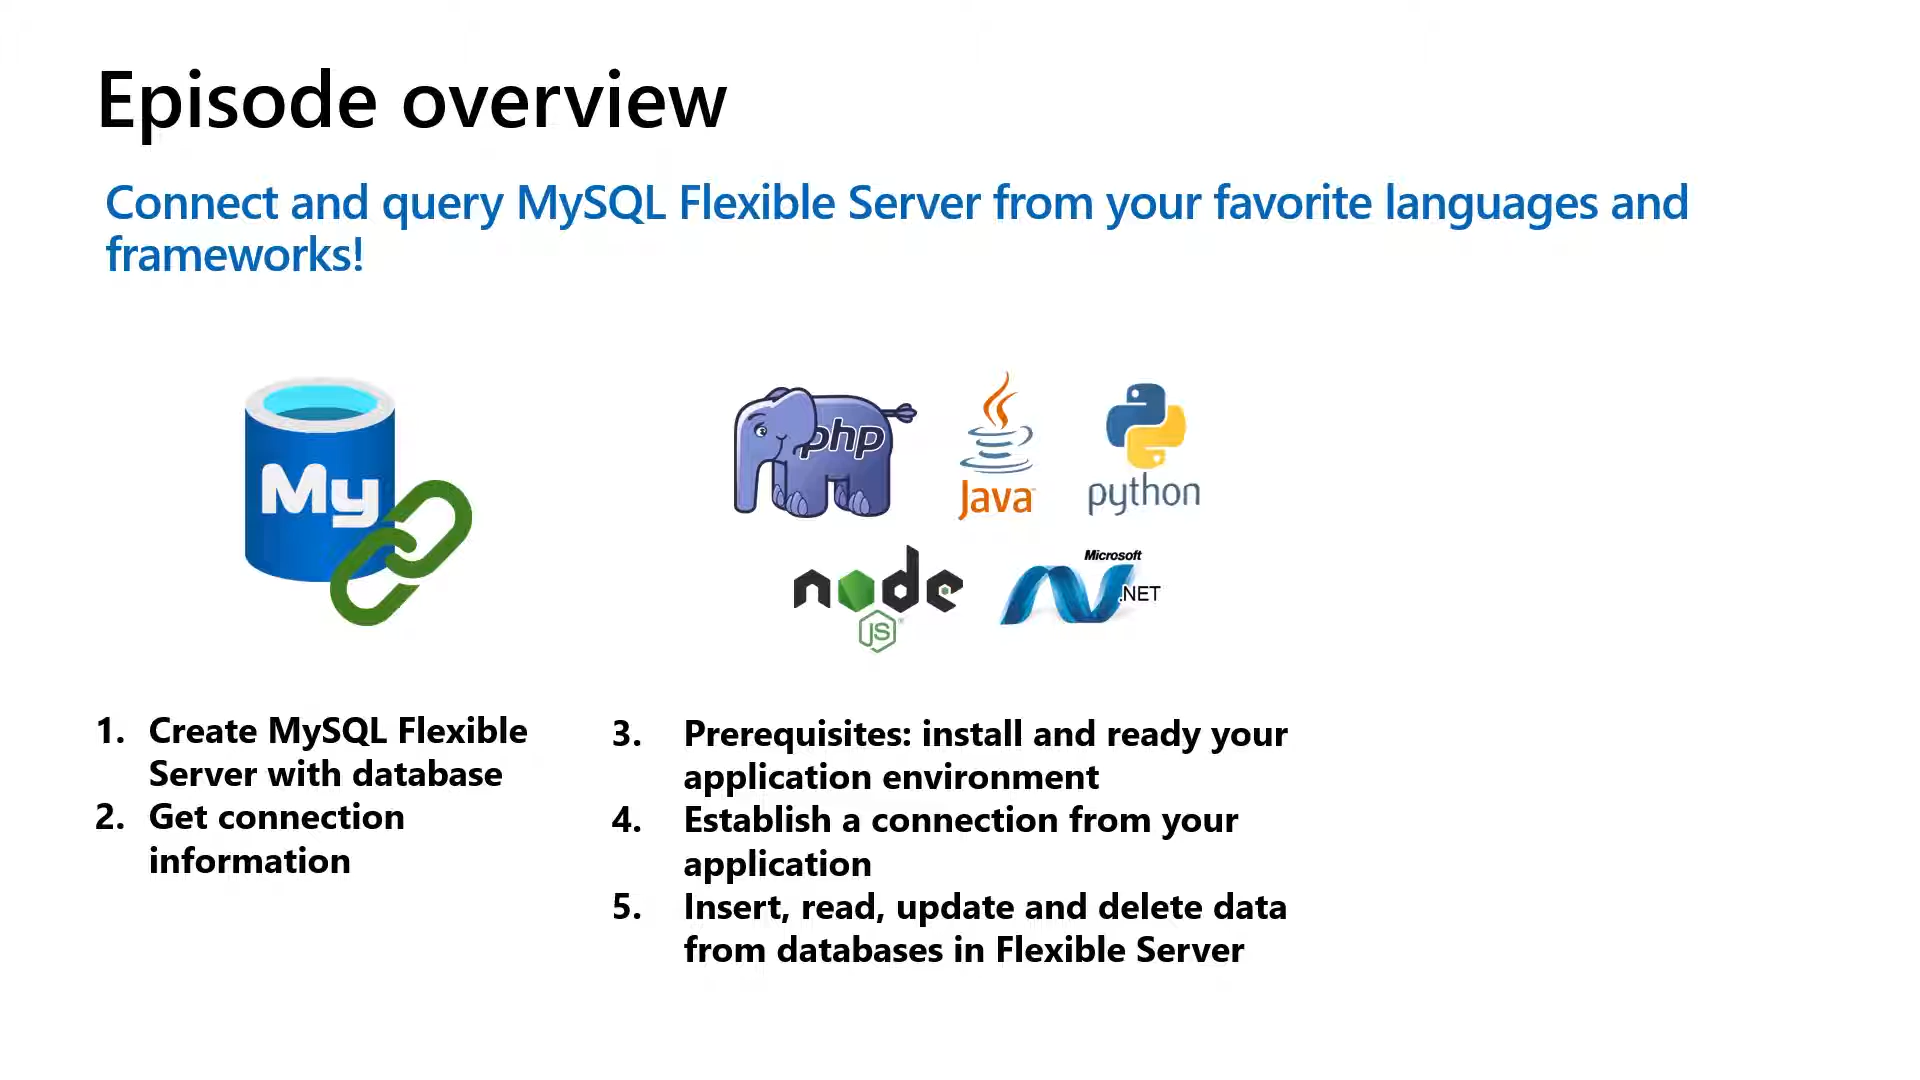 Episode overview
Connect and query MySQL Flexible Server from your favorite languages and
frameworks!
My
php
Java
python
node
JS
Microsoft
.NET
1. Create MySQL Flexible
Server with database
2. Get connection
information
3. Prerequisites: install and ready your
application environment
4. Establish a connection from your
application
5. Insert, read, update and delete data
from databases in Flexible Server